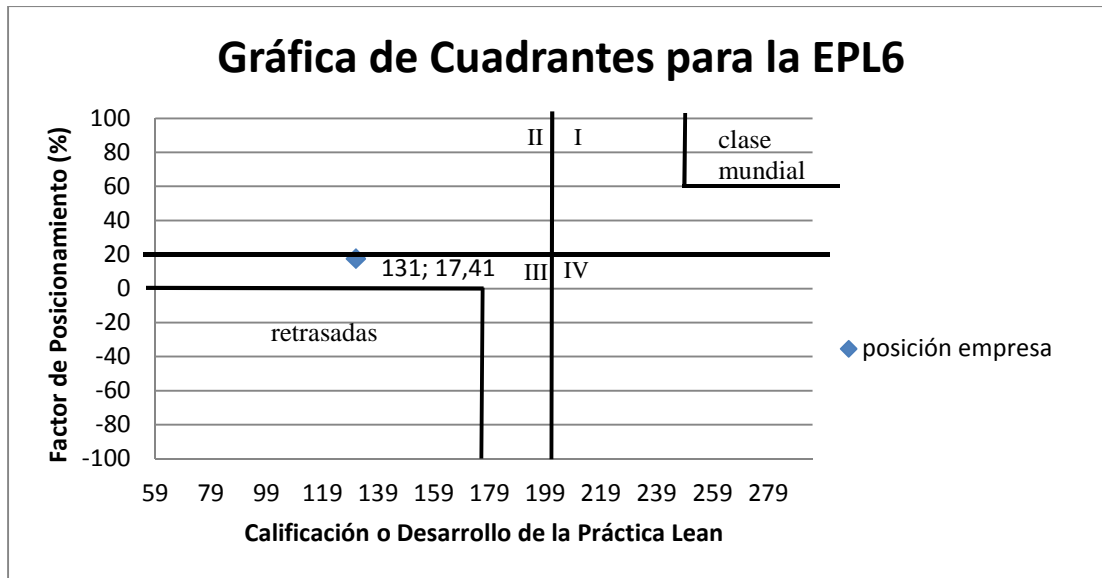 Gráfica de Cuadrantes para la EPL6
Factor de Posicionamiento (%)
100
80
60
40
20
0
-20
-40
-60
-80
-100
II I
clase
mundial
131; 17,41
III IV
retrasadas
posición empresa
59 79 99 119 139 159 179 199 219 239 259 279
Calificación o Desarrollo de la Práctica Lean